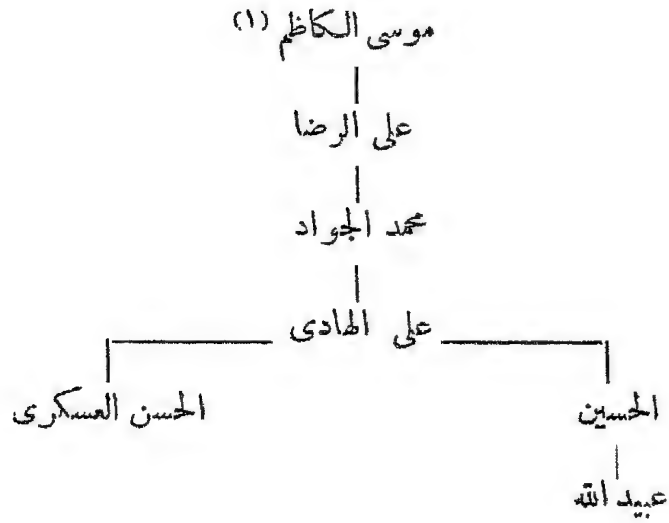 موسى الكاظم (١)
على الرضا
محمد الجواد
على الهادى
الحسين الحسن العسكرى
عبيد الله